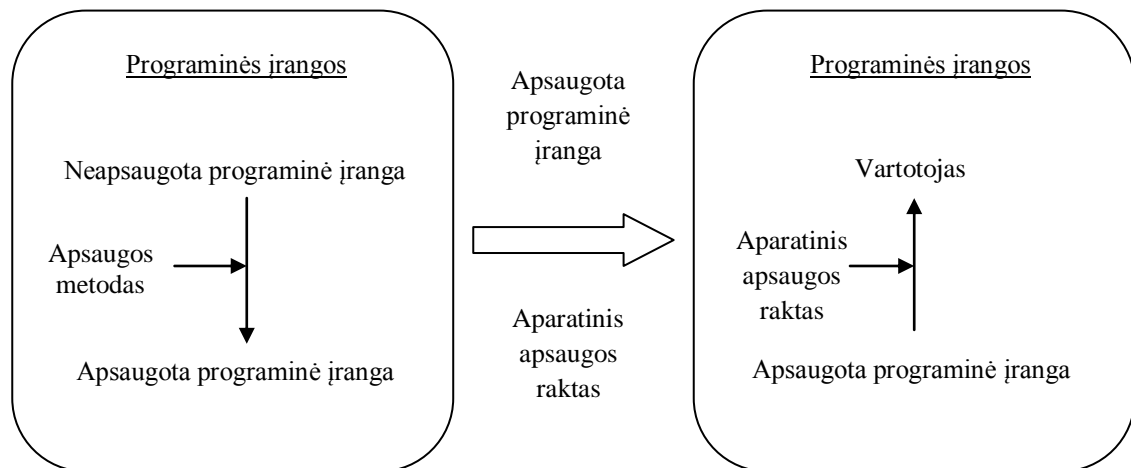 Programinės įrangos
Neapsaugota programinė įranga
Apsaugos
metodas
Apsaugota programinė įranga
Apsaugota
programinė
įranga
Aparatinis
apsaugos
raktas
Programinės įrangos
Vartotojas
Aparatinis
apsaugos
raktas
Apsaugota programinė įranga